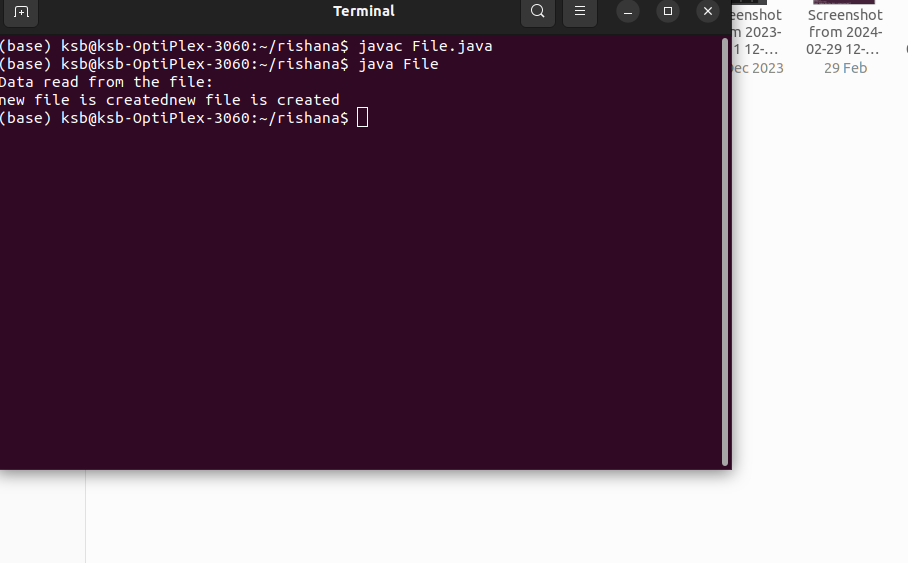 Terminal
(base) ksb@ksb-OptiPlex-3060:~/rishana$ javac File.java
(base) ksb@ksb-OptiPlex-3060:~/rishana$ java File
Data read from the file:
new file is creatednew file is created
(base) ksb@ksb-OptiPlex-3060:~/rishana$
eenshot
m 2023-
1 12-…
Dec 2023
Screenshot
from 2024-
02-29 12-…
29 Feb